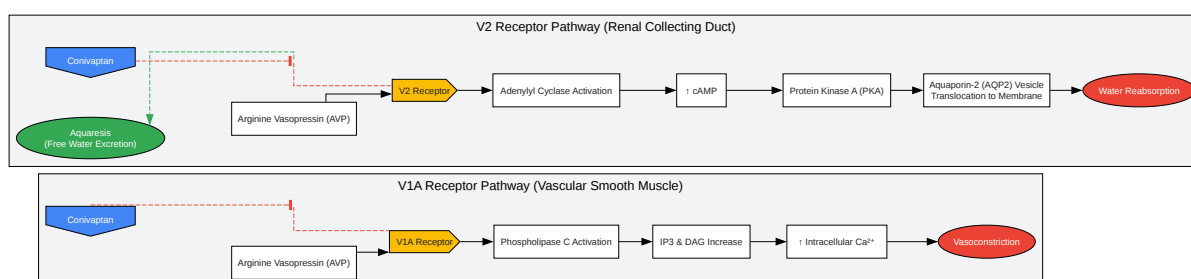 V2 Receptor Pathway (Renal Collecting Duct)
Conivaptan
V2 Receptor
Adenylyl Cyclase Activation
↑ cAMP
Protein Kinase A (PKA)
Aquaporin-2 (AQP2) Vesicle
Translocation to Membrane
Water Reabsorption
Arginine Vasopressin (AVP)
Aquaresis
(Free Water Excretion)
V1A Receptor Pathway (Vascular Smooth Muscle)
Conivaptan
V1A Receptor
Phospholipase C Activation
IP3 & DAG Increase
↑ Intracellular Ca²⁺
Vasoconstriction
Arginine Vasopressin (AVP)